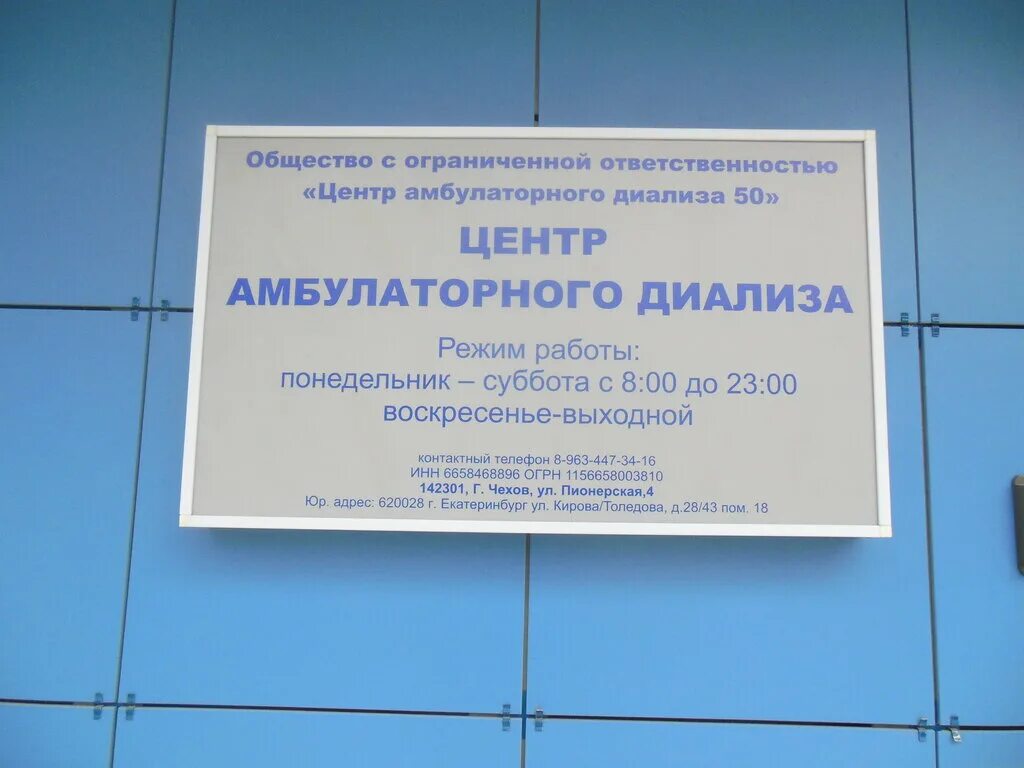 Общество с ограниченной ответственностью
«Центр амбулаторного диализа 50»
ЦЕНТР
АМБУЛАТОРНОГО ДИАЛИЗА
Режим работы:
понедельник – суббота с 8:00 до 23:00
воскресенье-выходной
контактный телефон 8-963-447-34-16
ИНН 6658468896 ОГРН 1156658003810
142301, Г. Чехов, ул. Пионерская,4
Юр. адрес: 620028 г. Екатеринбург ул. Кирова/Толедова, д.28/43 пом. 18